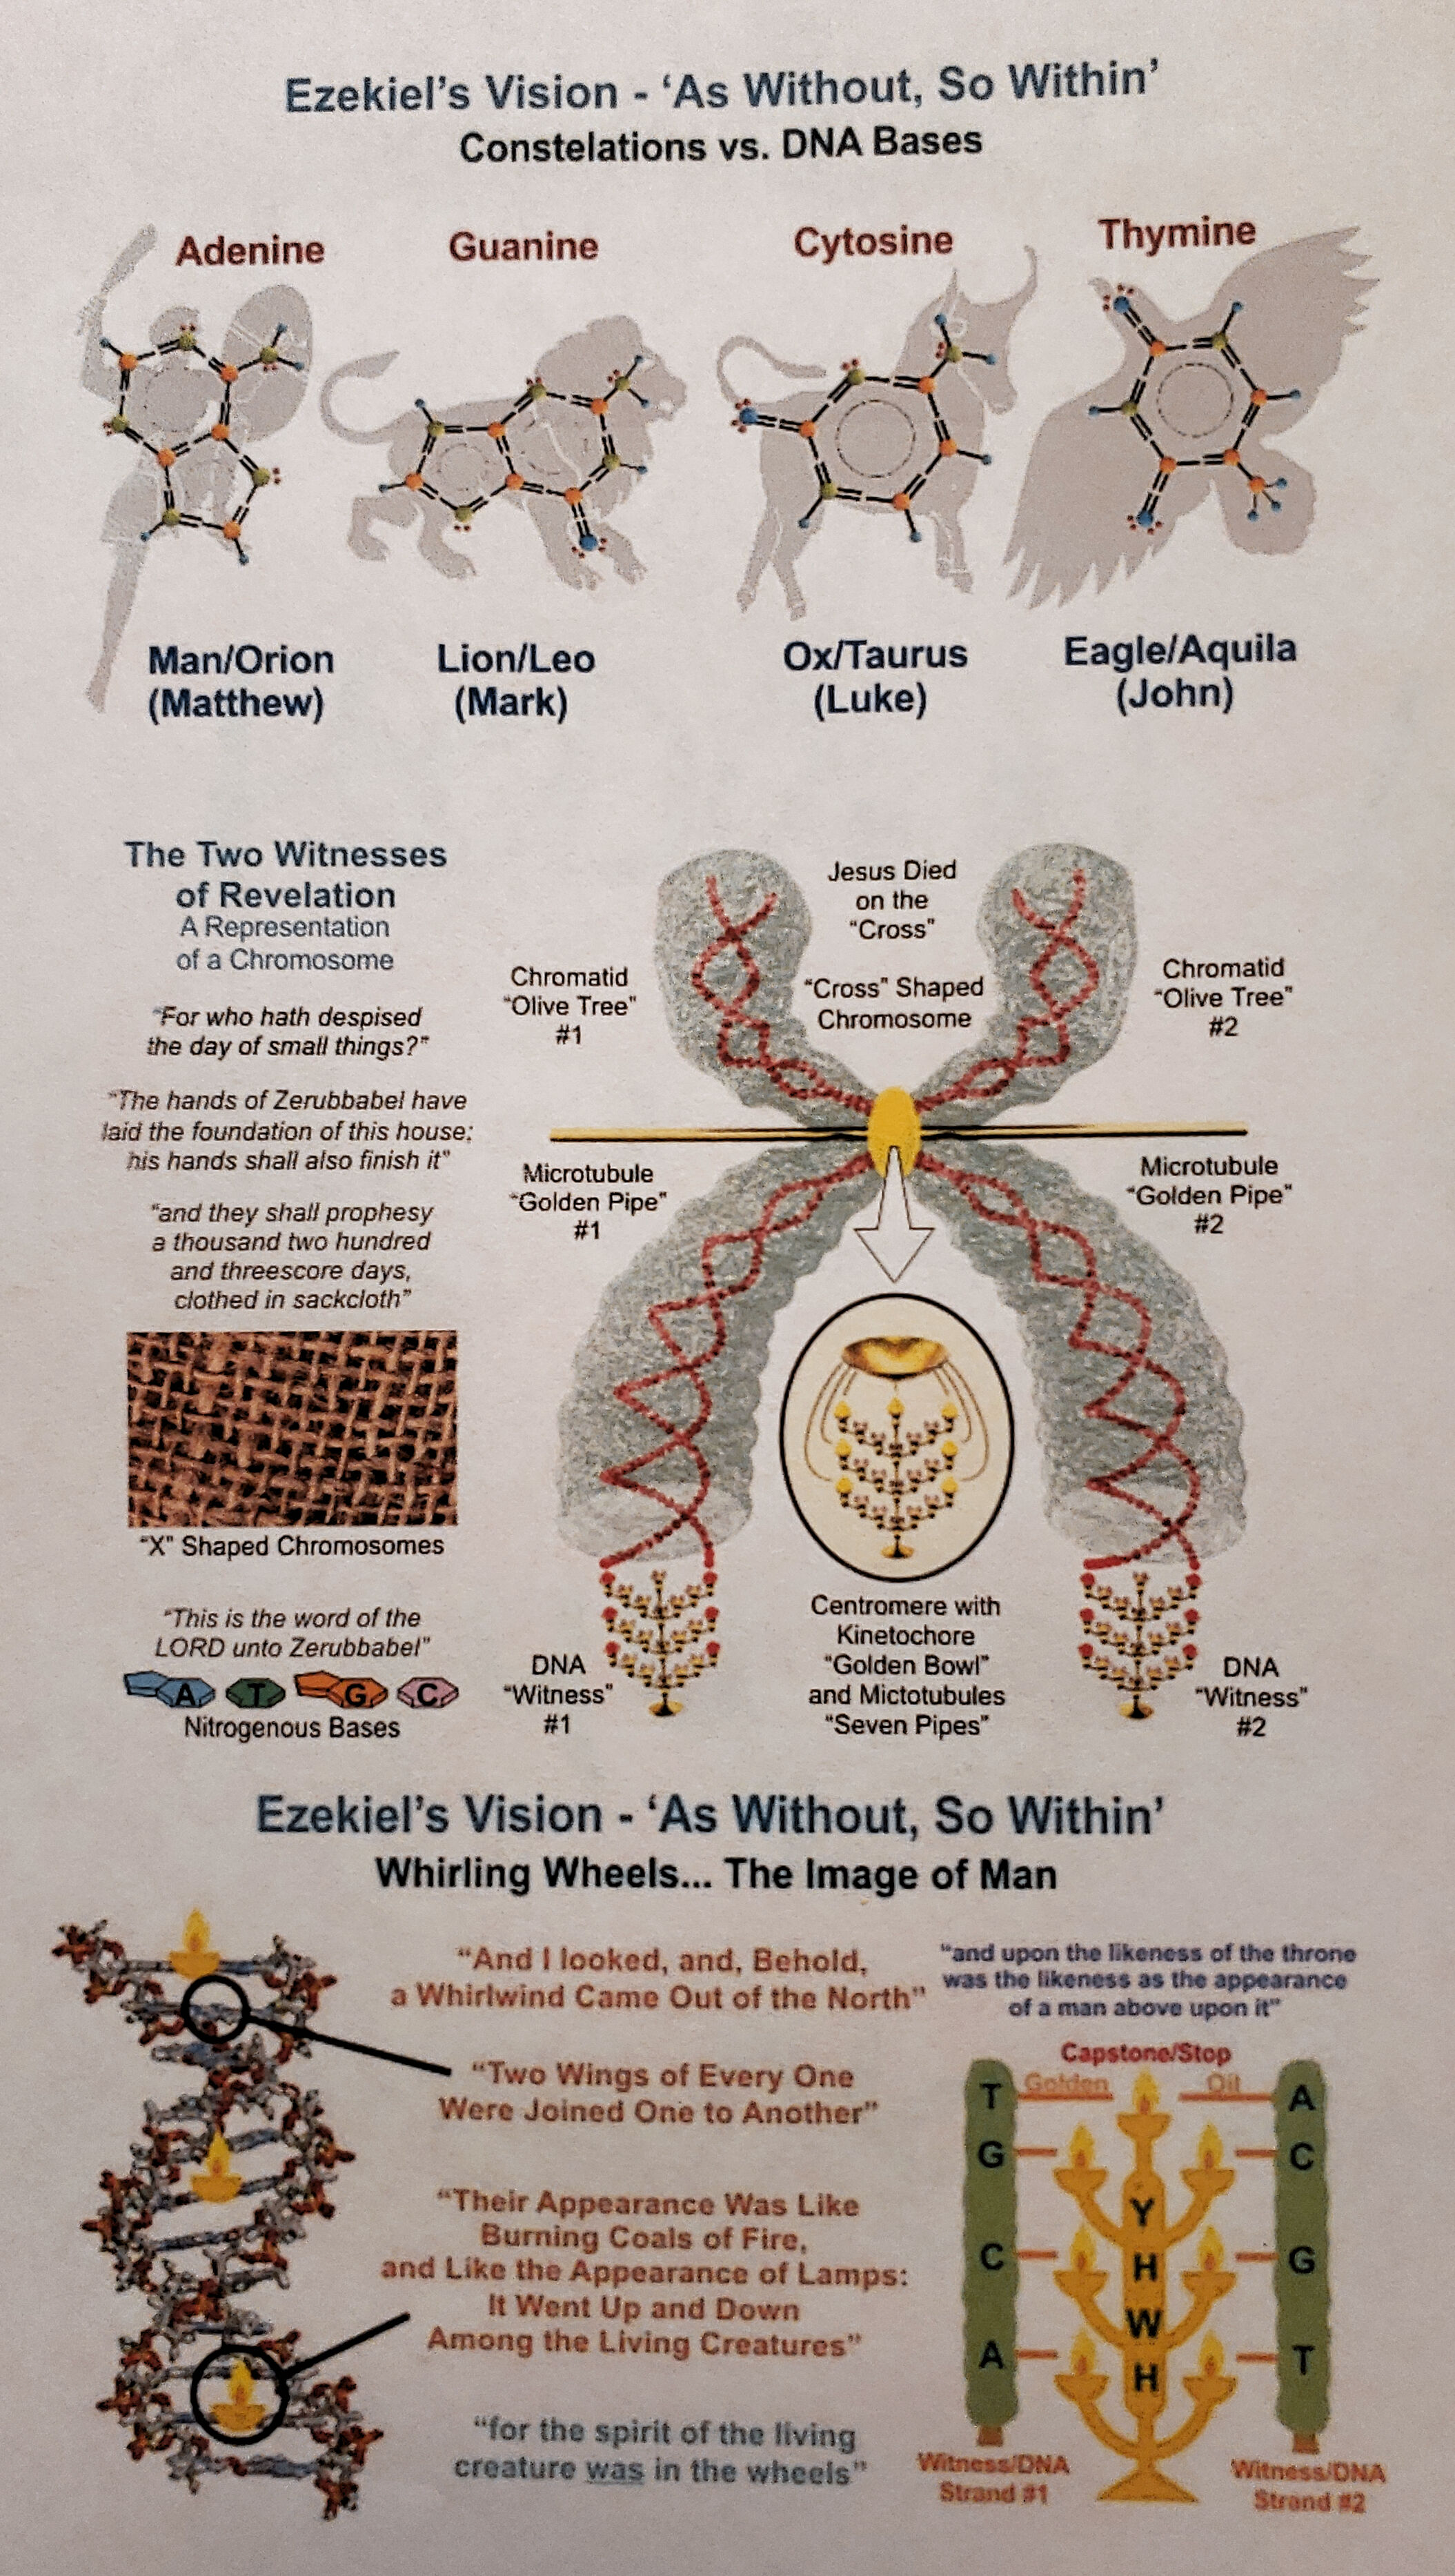 Ezekiel's Vision - 'As Without, So Within'
Constelations vs. DNA Bases
Adenine
Guanine
Cytosine
Thymine
Man/Orion
(Matthew)
Lion/Leo
(Mark)
Ox/Taurus
(Luke)
Eagle/Aquila
(John)
The Two Witnesses
of Revelation
A Representation
of a Chromosome
"For who hath despised
the day of small things?"
"The hands of Zerubbabel have
laid the foundation of this house;
his hands shall also finish it"
"and they shall prophesy
a thousand two hundred
and threescore days,
clothed in sackcloth"
"X" Shaped Chromosomes
"This is the word of the
LORD unto Zerubbabel"
A T G C
Nitrogenous Bases
Jesus Died
on the
"Cross"
"Cross" Shaped
Chromosome
Chromatid
"Olive Tree"
#1
Chromatid
"Olive Tree"
#2
Microtubule
"Golden Pipe"
#1
Microtubule
"Golden Pipe"
#2
DNA
"Witness"
#1
Centromere with
Kinetochore
"Golden Bowl"
and Mictotubules
"Seven Pipes"
DNA
"Witness"
#2
Ezekiel's Vision - 'As Without, So Within'
Whirling Wheels... The Image of Man
"And I looked, and, Behold,
a Whirlwind Came Out of the North"
"Two Wings of Every One
Were Joined One to Another"
"Their Appearance Was Like
Burning Coals of Fire,
and Like the Appearance of Lamps:
It Went Up and Down
Among the Living Creatures"
"for the spirit of the living
creature was in the wheels"
"and upon the likeness of the throne
was the likeness as the appearance
of a man above upon it"
Capstone/Stop
Golden Oil
T A
G C
Y
C H G
W
A H T
Witness/DNA
Strand #1
Witness/DNA
Strand #2